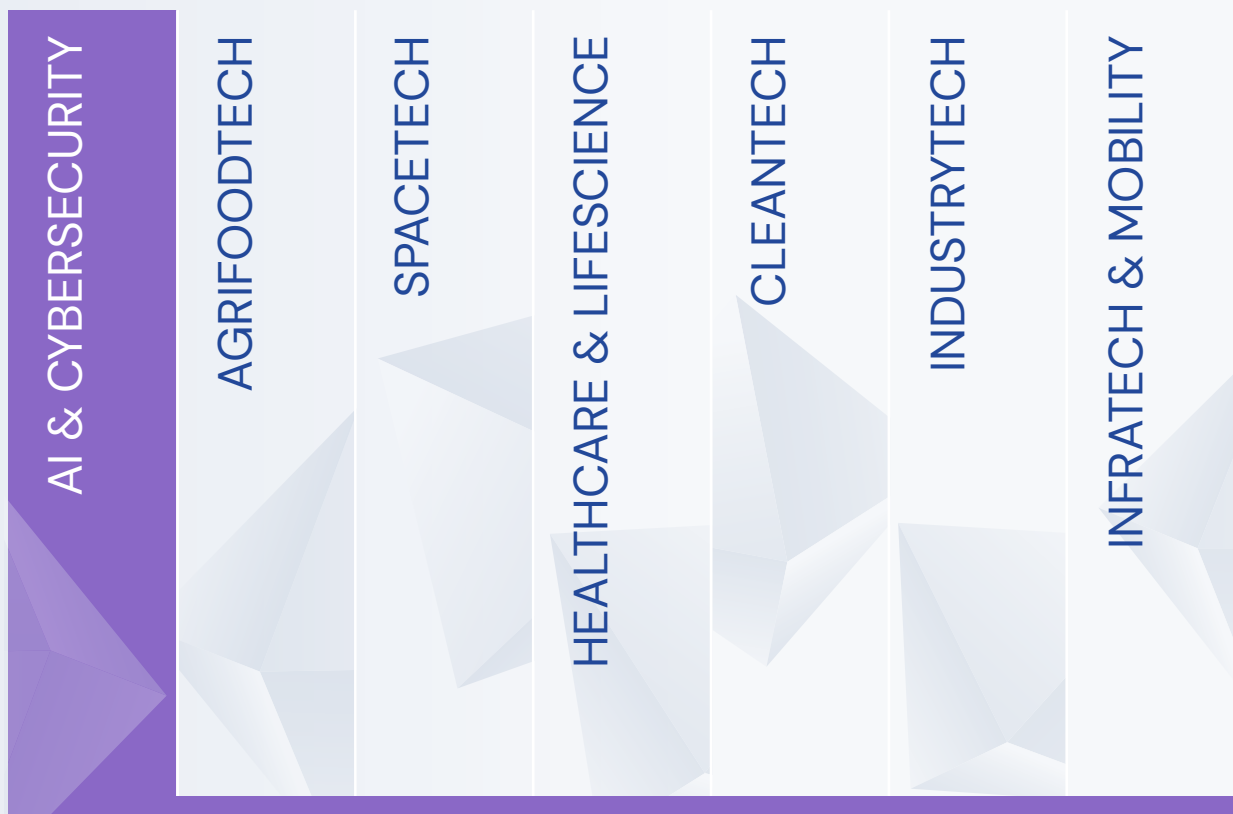 AI & CYBERSECURITY
AGRIFOODTECH
SPACETECH
HEALTHCARE & LIFESCIENCE
CLEANTECH
INDUSTRYTECH
INFRATECH & MOBILITY